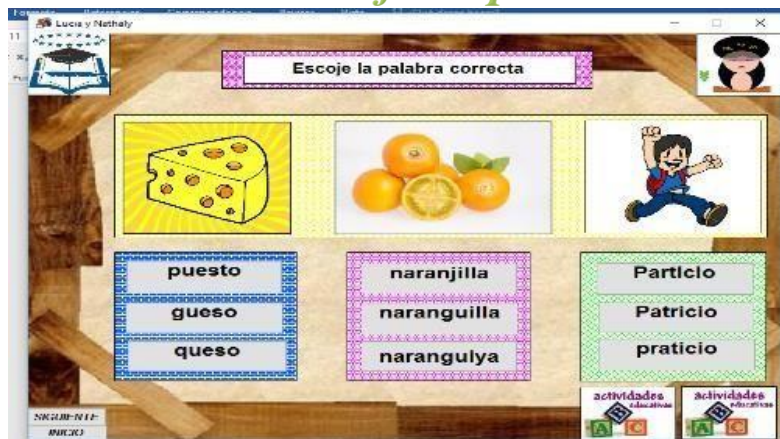 Lucia y Nathaly
Escoje la palabra correcta
puesto
gueso
queso
naranjilla
naranguilla
narangulya
Particio
Patricio
praticio
actividades
educativas
A B C
actividades
educativas
A B C
SIGUIENTE
INICIO